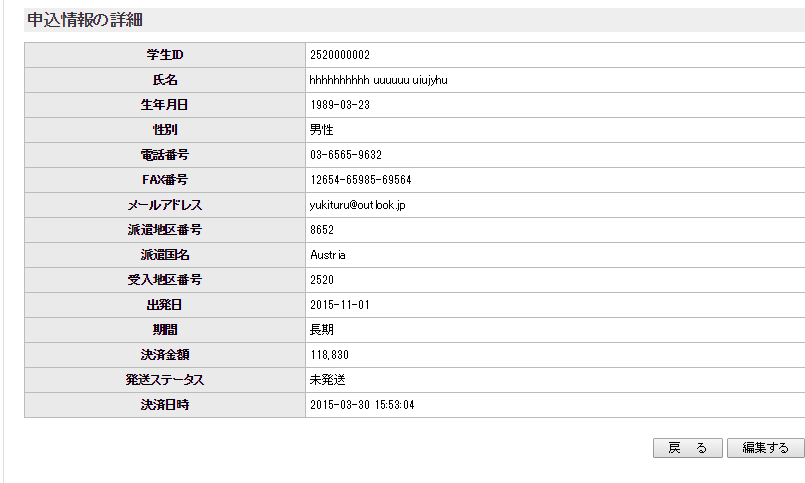 申込情報の詳細
学生ID 2520000002
氏名 hhhhhhhhhh uuuuuu uiujyhu
生年月日 1989-03-23
性別 男性
電話番号 03-6565-9632
FAX番号 12654-65985-69564
メールアドレス yukituru@outlook.jp
派遣地区番号 8652
派遣国名 Austria
受入地区番号 2520
出発日 2015-11-01
期間 長期
決済金額 118,830
発送ステータス 未発送
決済日時 2015-03-30 15:53:04
戻 る 編集する